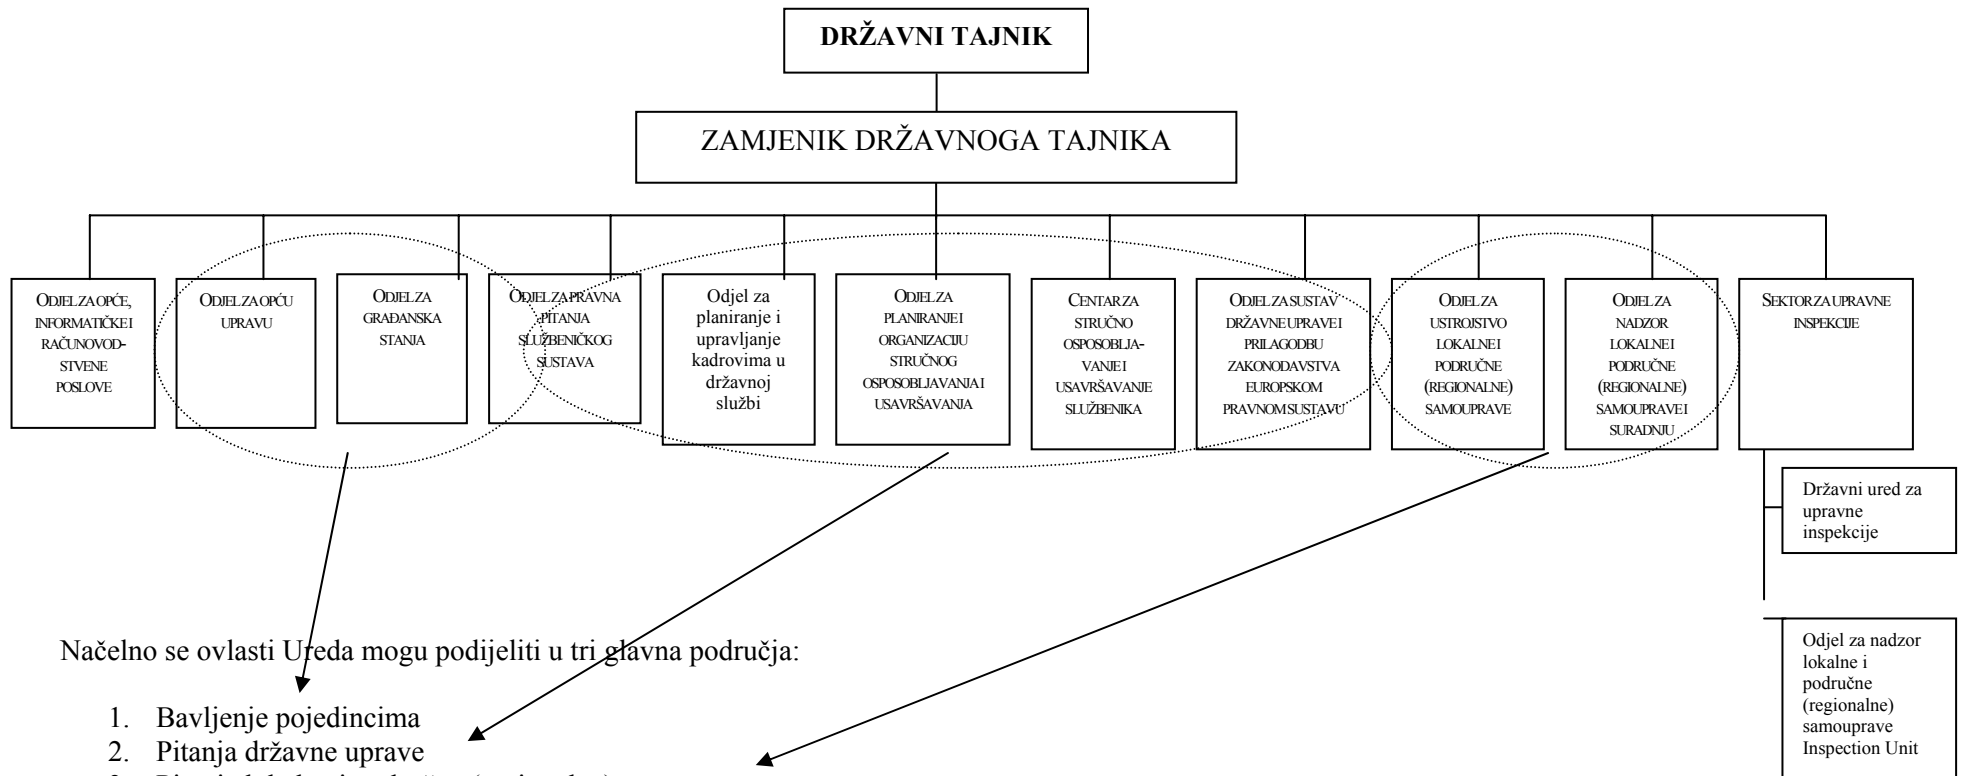 DRŽAVNI TAJNIK
ZAMJENIK DRŽAVNOGA TAJNIKA
ODJEL ZA OPĆE,
INFORMATIČKE I
RAČUNOVOD-
STVENE
POSLOVE
ODJEL ZA OPĆU
UPRAVU
ODJEL ZA
GRAĐANSKA
STANJA
ODJEL ZA PRAVNA
PITANJA
SLUŽBENIČKOG
SUSTAVA
Odjel za
planiranje i
upravljanje
kadrovima u
državnoj
službi
ODJEL ZA
PLANIRANJE I
ORGANIZACIJU
STRUČNOG
OSPOSOBLJAVANJA I
USAVRŠAVANJA
CENTAR ZA
STRUČNO
OSPOSOBLJA-
VANJE I
USAVRŠAVANJE
SLUŽBENIKA
ODJEL ZA SUSTAV
DRŽAVNE UPRAVE I
PRILAGODBU
ZAKONODAVSTVA
EUROPSKOM
PRAVNOM SUSTAVU
ODJEL ZA
USTROJSTVO
LOKALNE I
PODRUČNE
(REGIONALNE)
SAMOUPRAVE
ODJEL ZA
NADZOR
LOKALNE I
PODRUČNE
(REGIONALNE)
SAMOUPRAVE I
SURADNJU
SEKTOR ZA UPRAVNE
INSPEKCIJE
Državni ured za
upravne
inspekcije
Odjel za nadzor
lokalne i
područne
(regionalne)
samouprave
Inspection Unit
Načelno se ovlasti Ureda mogu podijeliti u tri glavna područja:
1. Bavljenje pojedincima
2. Pitanja državne uprave